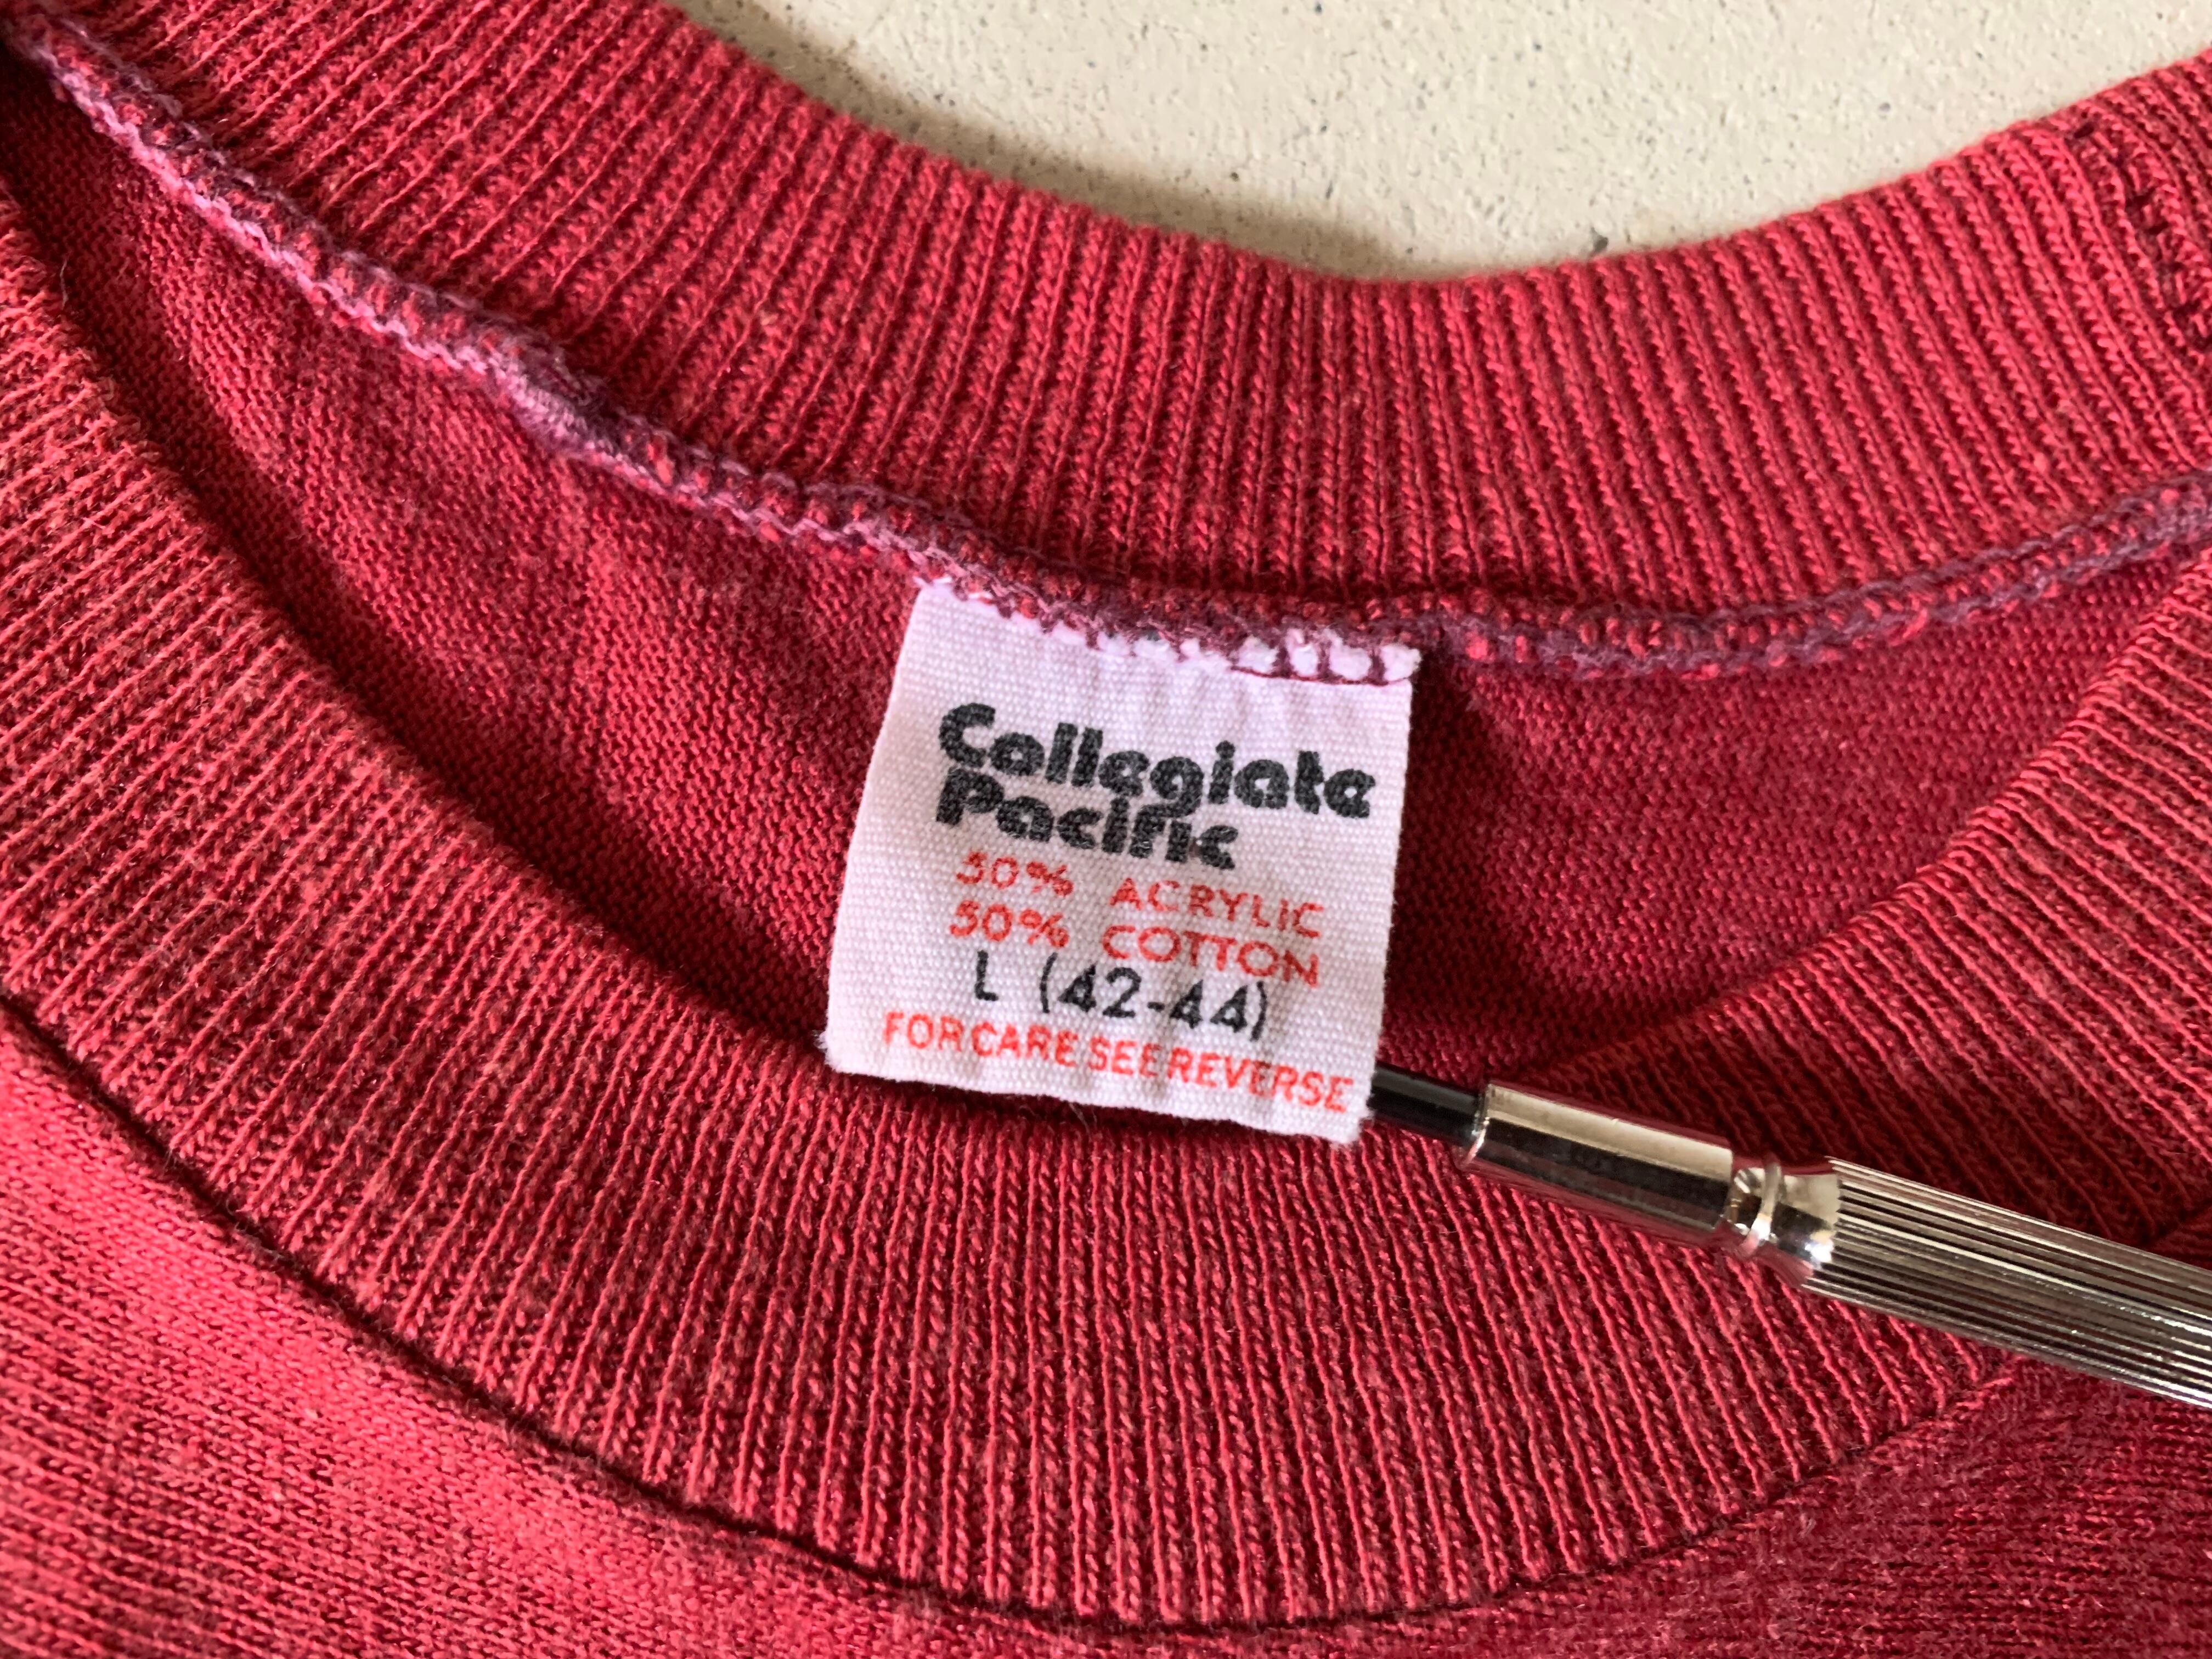 Collegiate
Pacific
50% ACRYLIC
50% COTTON
L (42-44)
FOR CARE SEE REVERSE